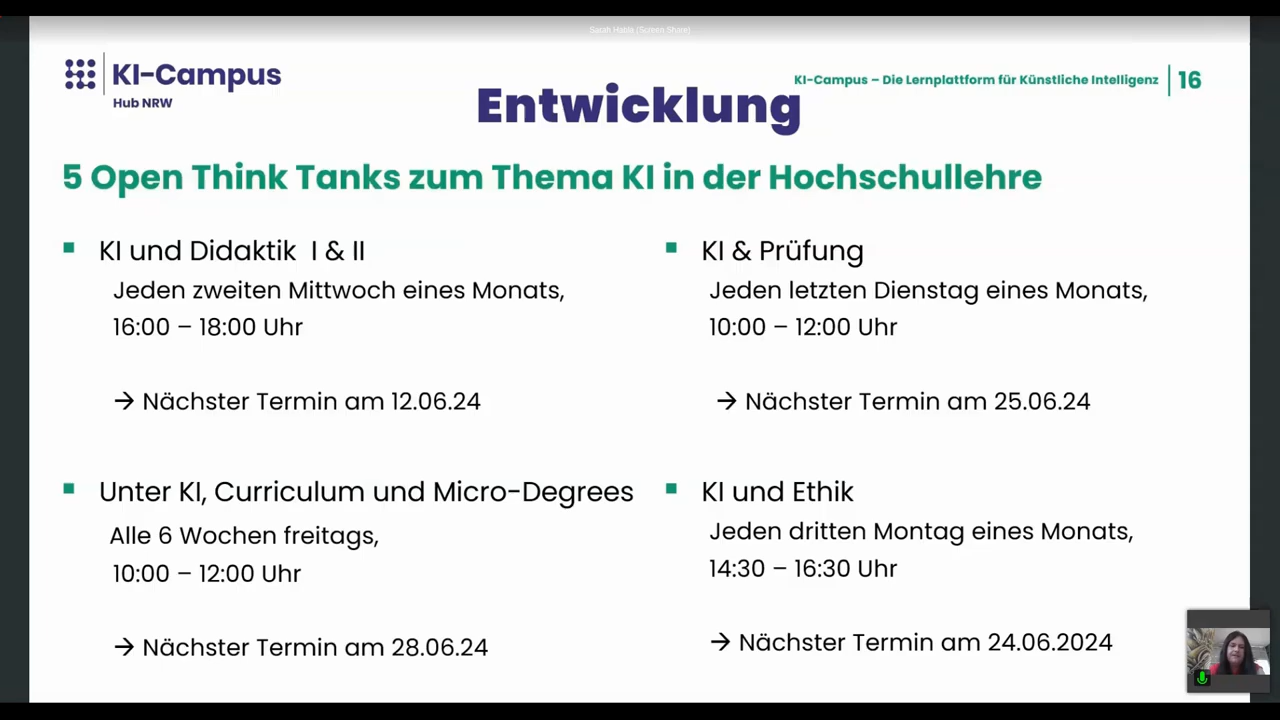 Sarah Hable (Screen Share)
KI-Campus
Hub NRW
KI-Campus – Die Lernplattform für Künstliche Intelligenz 16
Entwicklung
5 Open Think Tanks zum Thema KI in der Hochschullehre
KI und Didaktik I & II
Jeden zweiten Mittwoch eines Monats,
16:00 – 18:00 Uhr
→ Nächster Termin am 12.06.24
KI & Prüfung
Jeden letzten Dienstag eines Monats,
10:00 – 12:00 Uhr
→ Nächster Termin am 25.06.24
Unter KI, Curriculum und Micro-Degrees
Alle 6 Wochen freitags,
10:00 – 12:00 Uhr
→ Nächster Termin am 28.06.24
KI und Ethik
Jeden dritten Montag eines Monats,
14:30 – 16:30 Uhr
→ Nächster Termin am 24.06.2024